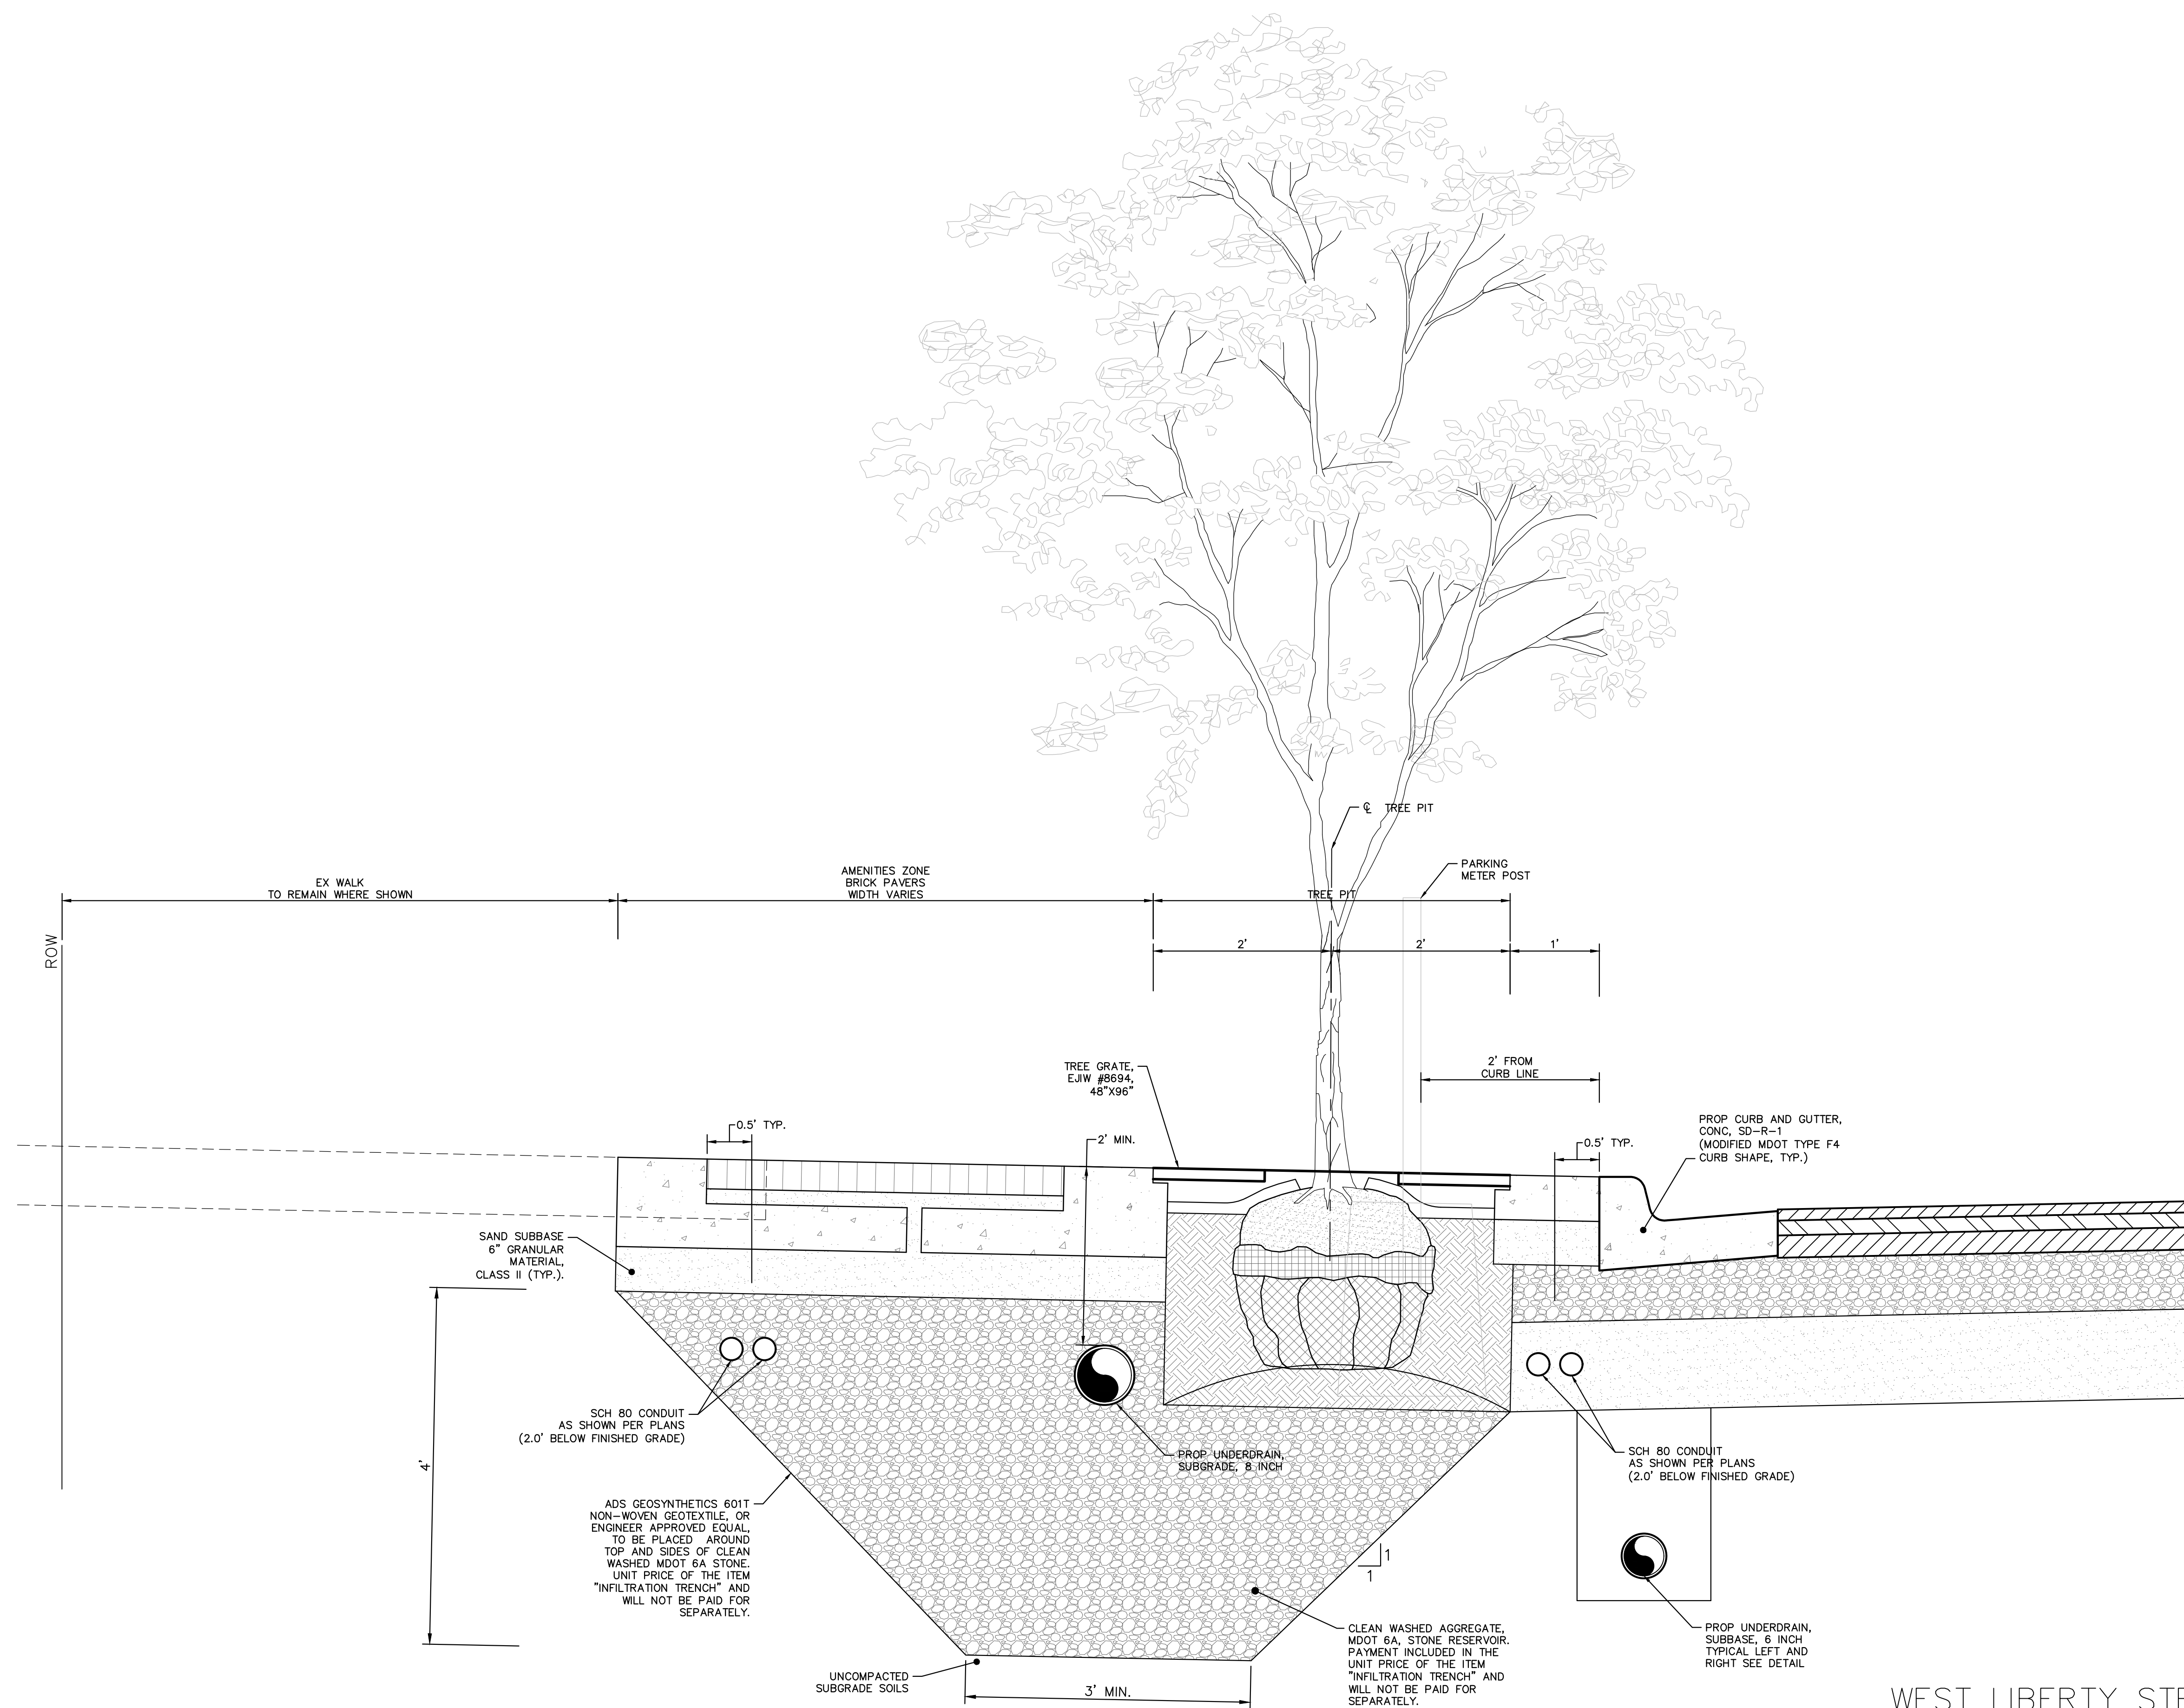 ℄ TREE PIT
PARKING
METER POST
EX WALK
TO REMAIN WHERE SHOWN
AMENITIES ZONE
BRICK PAVERS
WIDTH VARIES
TREE PIT
ROW
2'
2'
1'
2' FROM
CURB LINE
TREE GRATE,
EJIW #8694,
48"X96"
0.5' TYP.
2' MIN.
0.5' TYP.
PROP CURB AND GUTTER,
CONC, SD-R-1
(MODIFIED MDOT TYPE F4
CURB SHAPE, TYP.)
SAND SUBBASE
6" GRANULAR
MATERIAL,
CLASS II (TYP.).
4'
SCH 80 CONDUIT
AS SHOWN PER PLANS
(2.0' BELOW FINISHED GRADE)
PROP UNDERDRAIN,
SUBGRADE, 8 INCH
SCH 80 CONDUIT
AS SHOWN PER PLANS
(2.0' BELOW FINISHED GRADE)
ADS GEOSYNTHETICS 601T
NON-WOVEN GEOTEXTILE, OR
ENGINEER APPROVED EQUAL,
TO BE PLACED AROUND
TOP AND SIDES OF CLEAN
WASHED MDOT 6A STONE.
UNIT PRICE OF THE ITEM
"INFILTRATION TRENCH" AND
WILL NOT BE PAID FOR
SEPARATELY.
1
1
CLEAN WASHED AGGREGATE,
MDOT 6A, STONE RESERVOIR.
PAYMENT INCLUDED IN THE
UNIT PRICE OF THE ITEM
"INFILTRATION TRENCH" AND
WILL NOT BE PAID FOR
SEPARATELY.
PROP UNDERDRAIN,
SUBBASE, 6 INCH
TYPICAL LEFT AND
RIGHT SEE DETAIL
UNCOMPACTED
SUBGRADE SOILS
3' MIN.
WEST LIBERTY